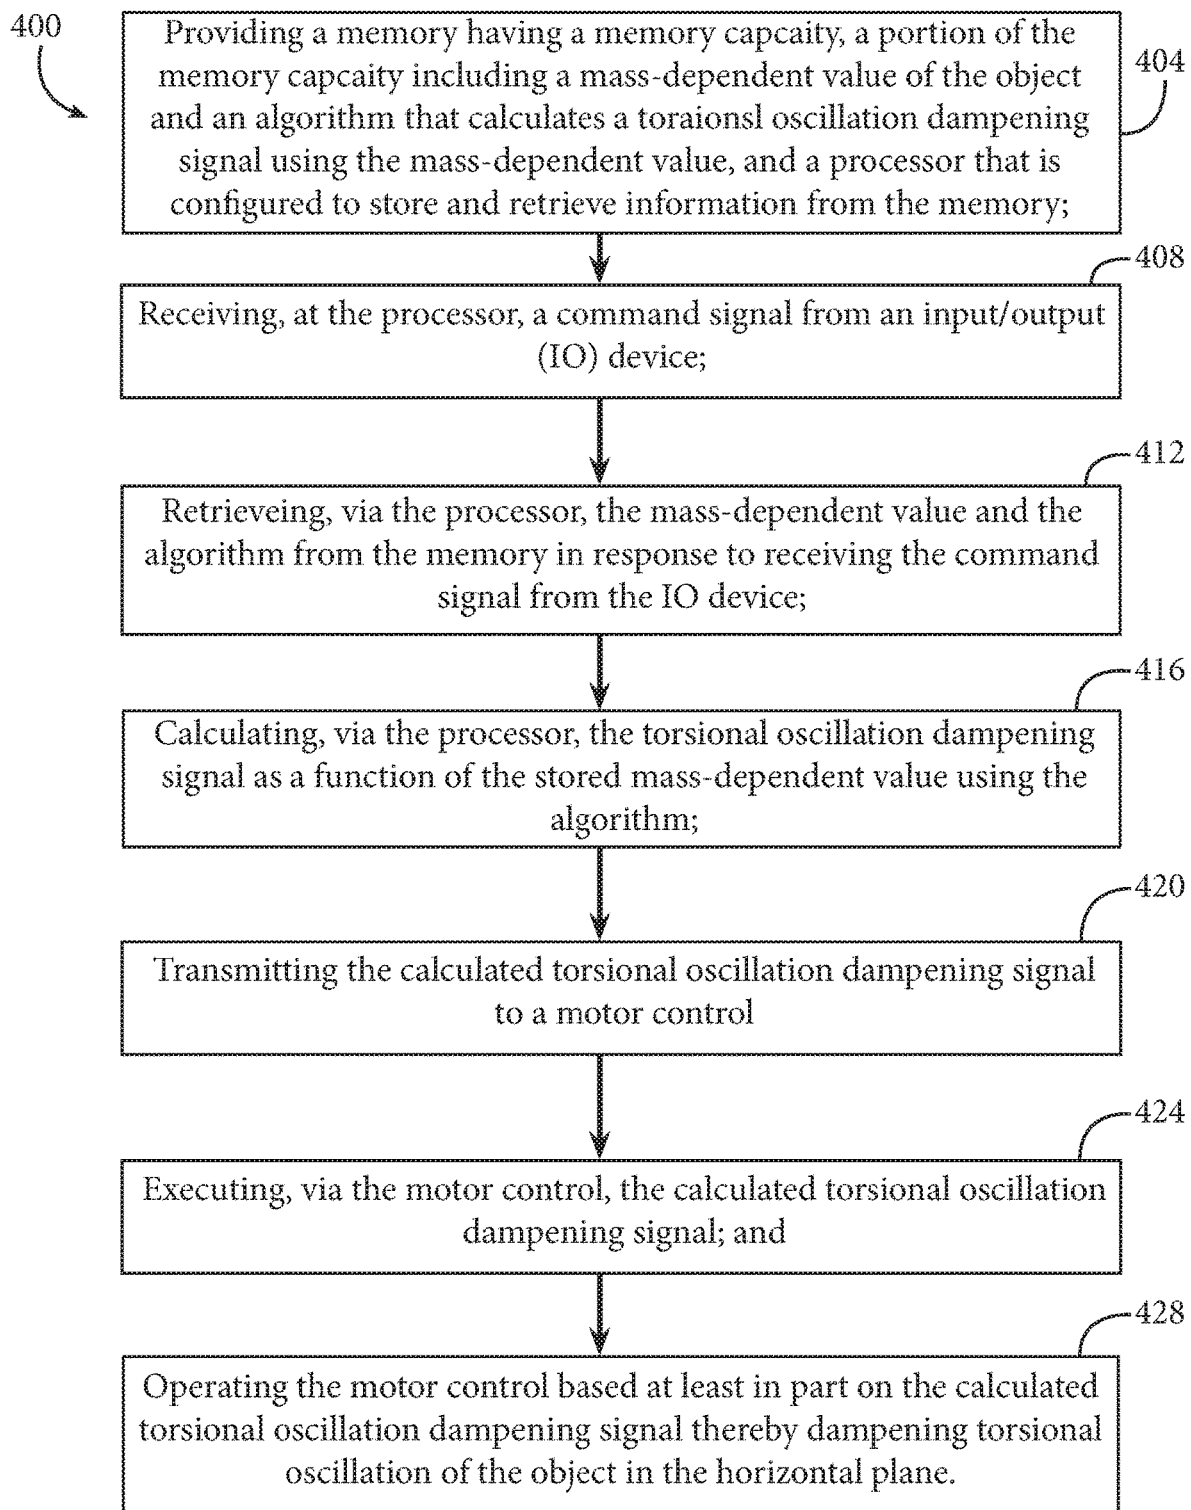 400
Providing a memory having a memory capcaity, a portion of the
memory capcaity including a mass-dependent value of the object
and an algorithm that calculates a toraionsl oscillation dampening
signal using the mass-dependent value, and a processor that is
configured to store and retrieve information from the memory;
404
408
Receiving, at the processor, a command signal from an input/output
(IO) device;
412
Retrieveing, via the processor, the mass-dependent value and the
algorithm from the memory in response to receiving the command
signal from the IO device;
416
Calculating, via the processor, the torsional oscillation dampening
signal as a function of the stored mass-dependent value using the
algorithm;
420
Transmitting the calculated torsional oscillation dampening signal
to a motor control
424
Executing, via the motor control, the calculated torsional oscillation
dampening signal; and
428
Operating the motor control based at least in part on the calculated
torsional oscillation dampening signal thereby dampening torsional
oscillation of the object in the horizontal plane.